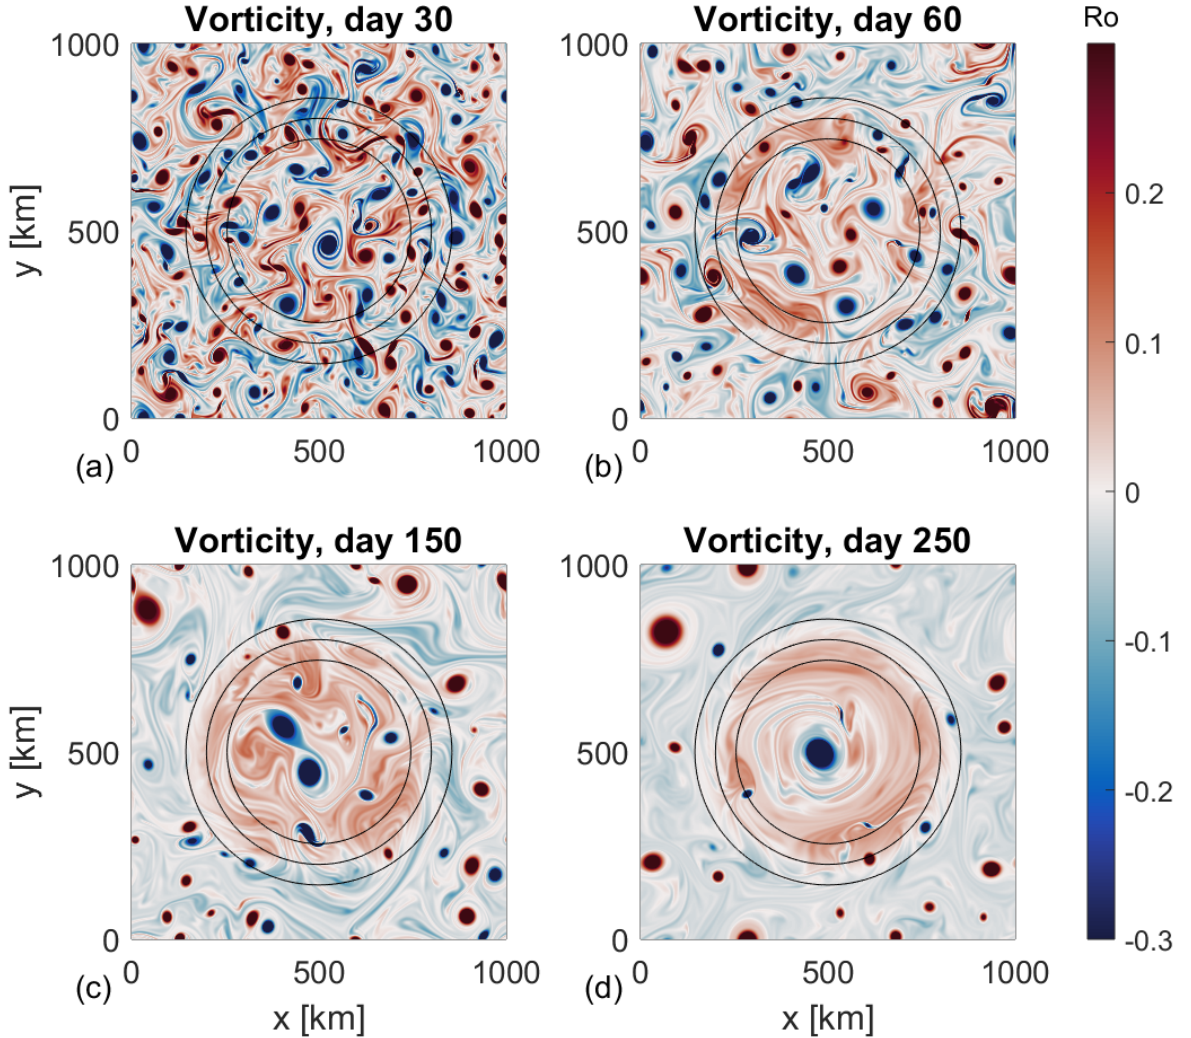 Vorticity, day 30
Vorticity, day 60
Ro
1000
500
0
y [km]
0 500 1000
(a)
1000
500
0
0 500 1000
(b)
0.2
0.1
0
-0.1
-0.2
-0.3
Vorticity, day 150
Vorticity, day 250
1000
500
0
y [km]
0 500 1000
x [km]
(c)
1000
500
0
0 500 1000
x [km]
(d)